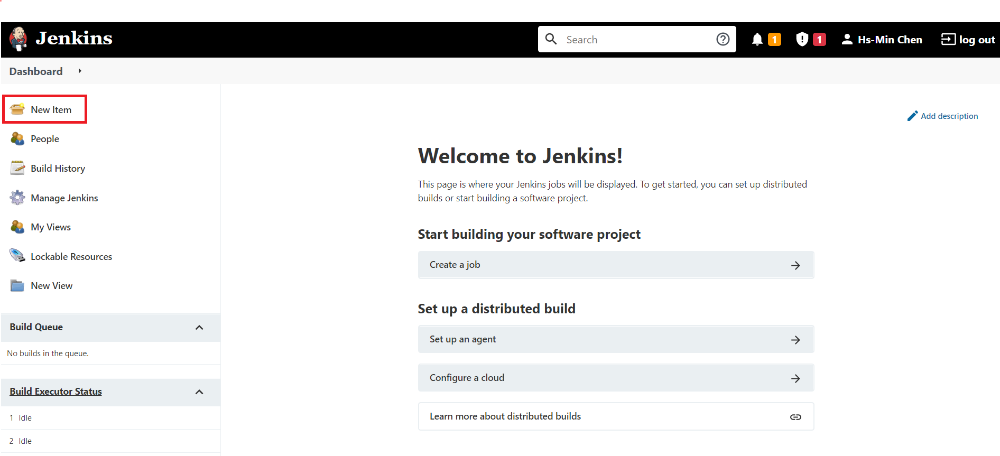 Jenkins
Search
1
1
Hs-Min Chen
log out
Dashboard
New Item
People
Build History
Manage Jenkins
My Views
Lockable Resources
New View
Build Queue
No builds in the queue.
Build Executor Status
1 Idle
2 Idle
Add description
Welcome to Jenkins!
This page is where your Jenkins jobs will be displayed. To get started, you can set up distributed
builds or start building a software project.
Start building your software project
Create a job
Set up a distributed build
Set up an agent
Configure a cloud
Learn more about distributed builds